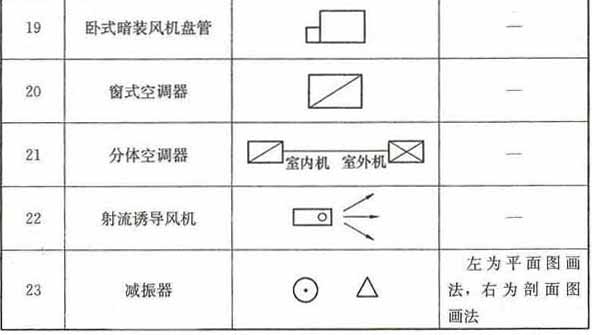 19 卧式暗装风机盘管 —
20 窗式空调器 —
21 分体空调器 室内机 室外机 —
22 射流诱导风机 —
23 减振器 左为平面图画
法，右为剖面图
画法